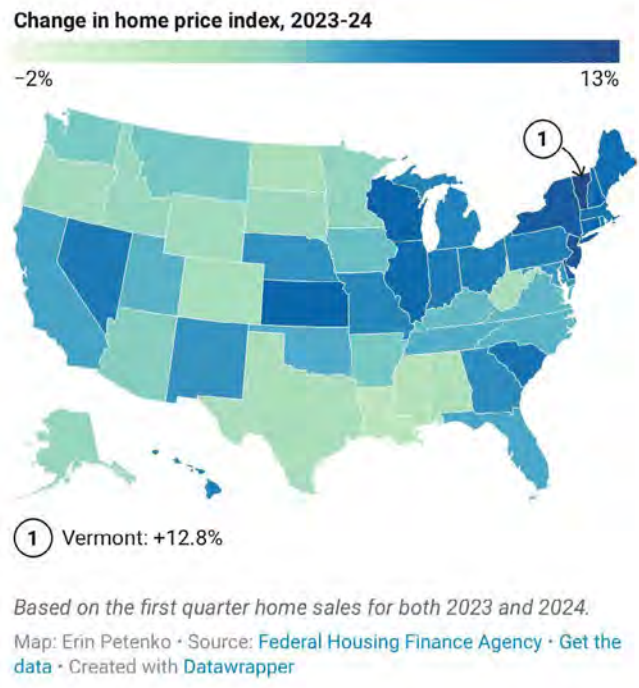 Change in home price index, 2023-24
−2% 13%
1
1 Vermont: +12.8%
Based on the first quarter home sales for both 2023 and 2024.
Map: Erin Petenko · Source: Federal Housing Finance Agency · Get the
data · Created with Datawrapper